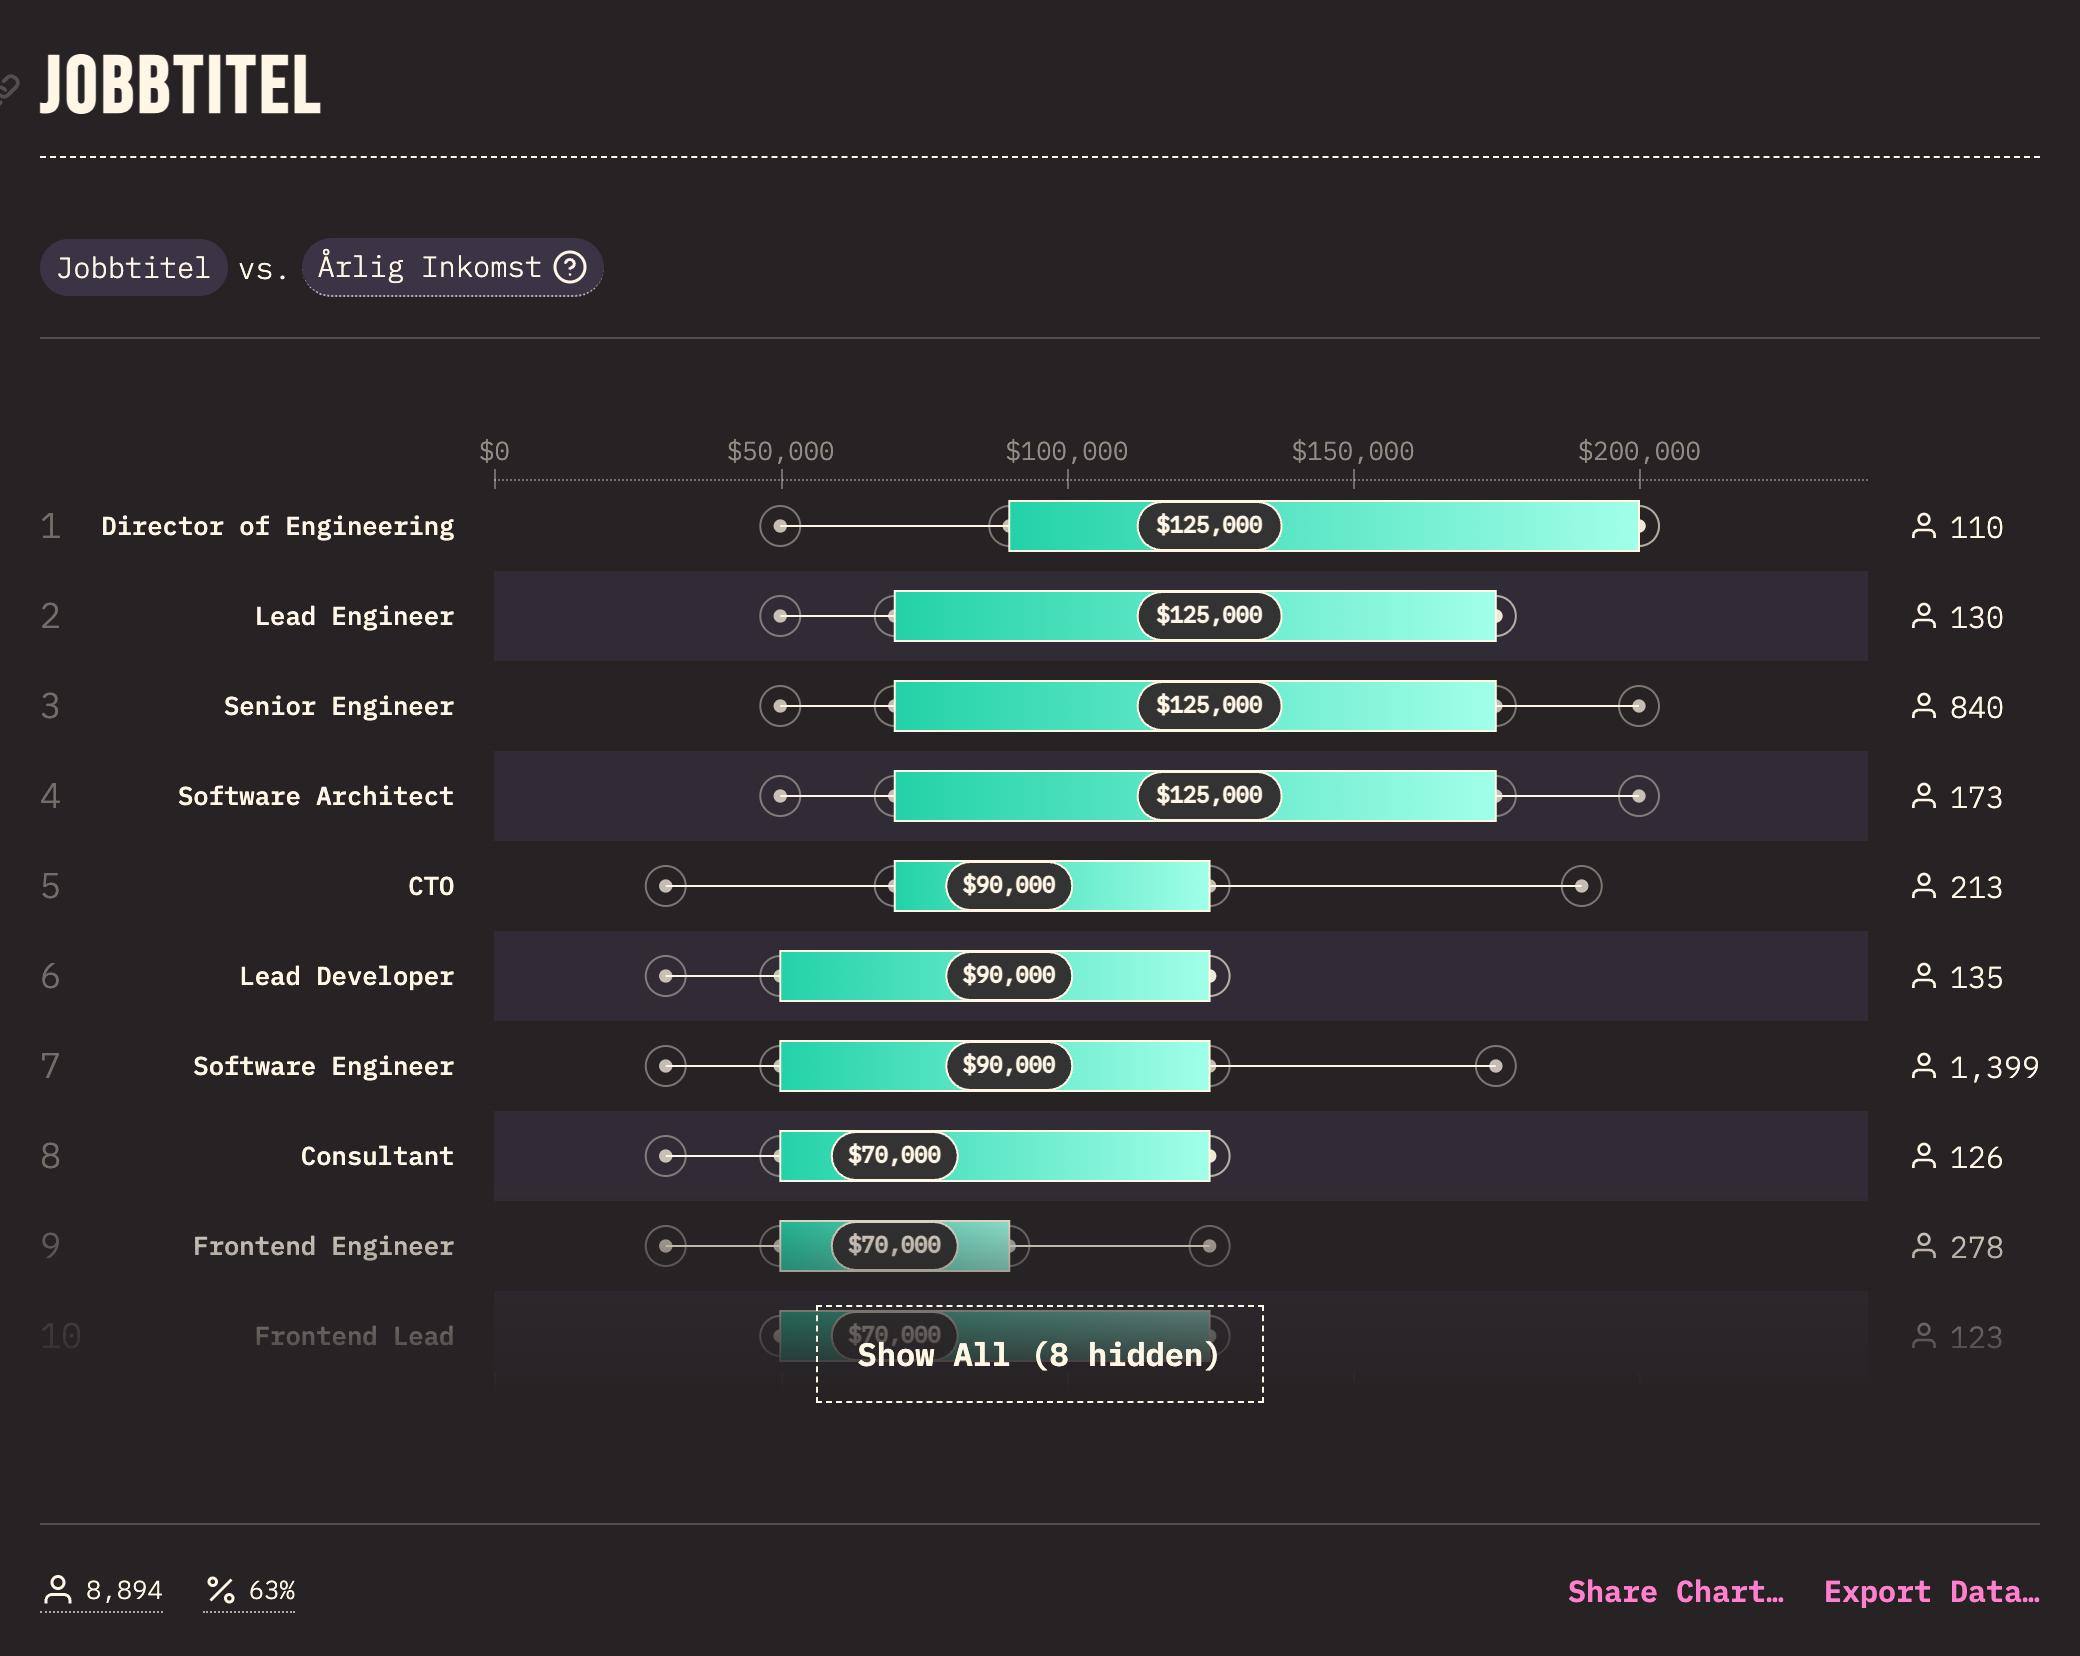 JOBBTITEL
Jobbtitel vs. Årlig Inkomst ?
$0 $50,000 $100,000 $150,000 $200,000
1 Director of Engineering $125,000 110
2 Lead Engineer $125,000 130
3 Senior Engineer $125,000 840
4 Software Architect $125,000 173
5 CTO $90,000 213
6 Lead Developer $90,000 135
7 Software Engineer $90,000 1,399
8 Consultant $70,000 126
9 Frontend Engineer $70,000 278
10 Frontend Lead $70,000 123
Show All (8 hidden)
8,894 % 63% Share Chart… Export Data…